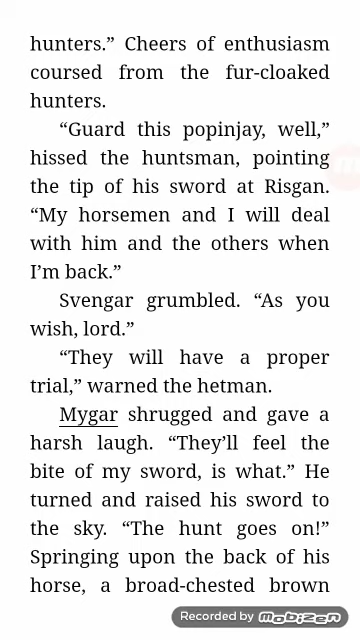 hunters.” Cheers of enthusiasm
coursed from the fur-cloaked
hunters.
“Guard this popinjay, well,”
hissed the huntsman, pointing
the tip of his sword at Risgan.
“My horsemen and I will deal
with him and the others when
I’m back.”
Svengar grumbled. “As you
wish, lord.”
“They will have a proper
trial,” warned the hetman.
Mygar shrugged and gave a
harsh laugh. “They’ll feel the
bite of my sword, is what.” He
turned and raised his sword to
the sky. “The hunt goes on!”
Springing upon the back of his
horse, a broad-chested brown
Recorded by mobizen